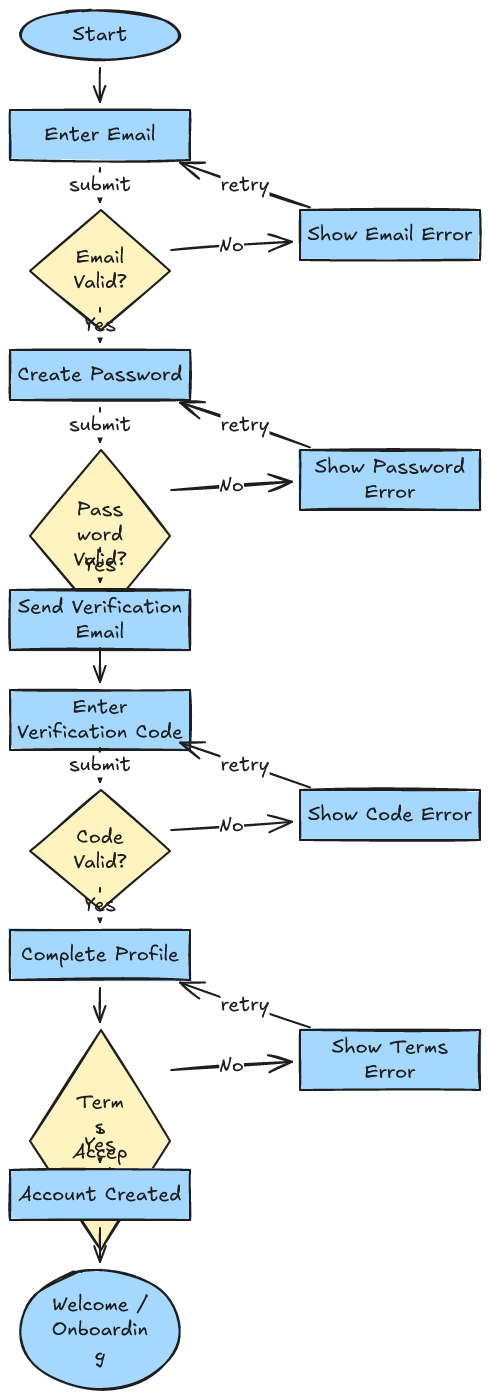 Start
Enter Email
submit
retry
Show Email Error
No
Email
Valid?
Yes
Create Password
submit
retry
Show Password
Error
No
Pass
word
Valid?
Yes
Send Verification
Email
Enter
Verification Code
submit
retry
Show Code Error
No
Code
Valid?
Yes
Complete Profile
retry
Show Terms
Error
No
Term
s
Yes
Accep
Account Created
Welcome /
Onboardin
g